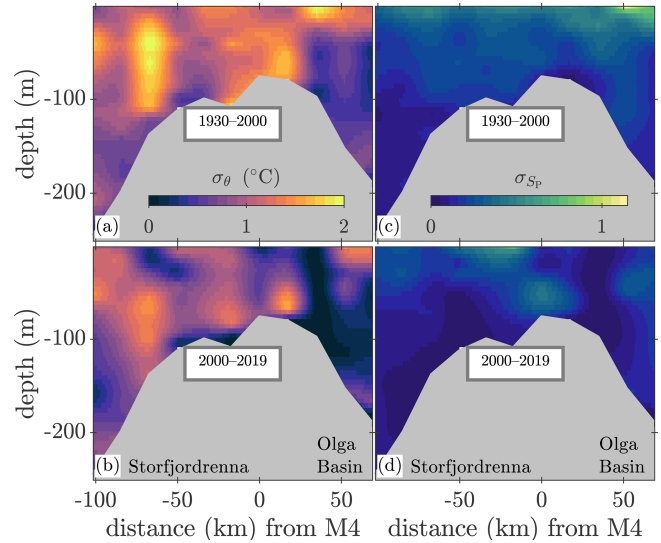 depth (m)
-100
-200
1930–2000
σθ (°C)
0 1 2
(a)
1930–2000
σSP
0 1
(c)
depth (m)
-100
-200
2000–2019
(b)
Storfjordrenna
Olga
Basin
2000–2019
(d)
Storfjordrenna
Olga
Basin
-100 -50 0 50
-50 0 50
distance (km) from M4
distance (km) from M4